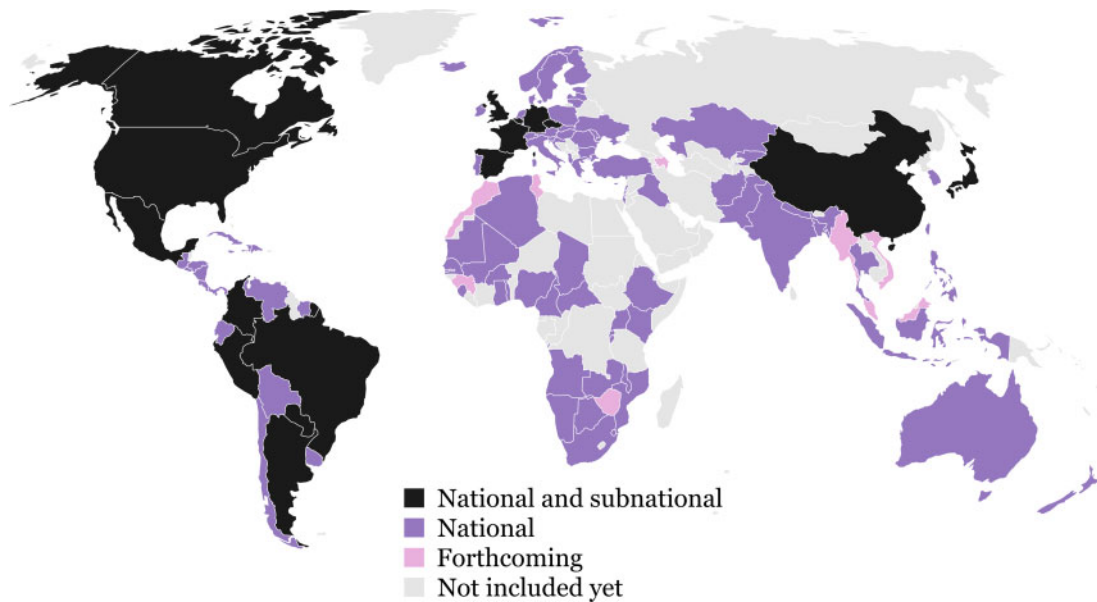 National and subnational
National
Forthcoming
Not included yet